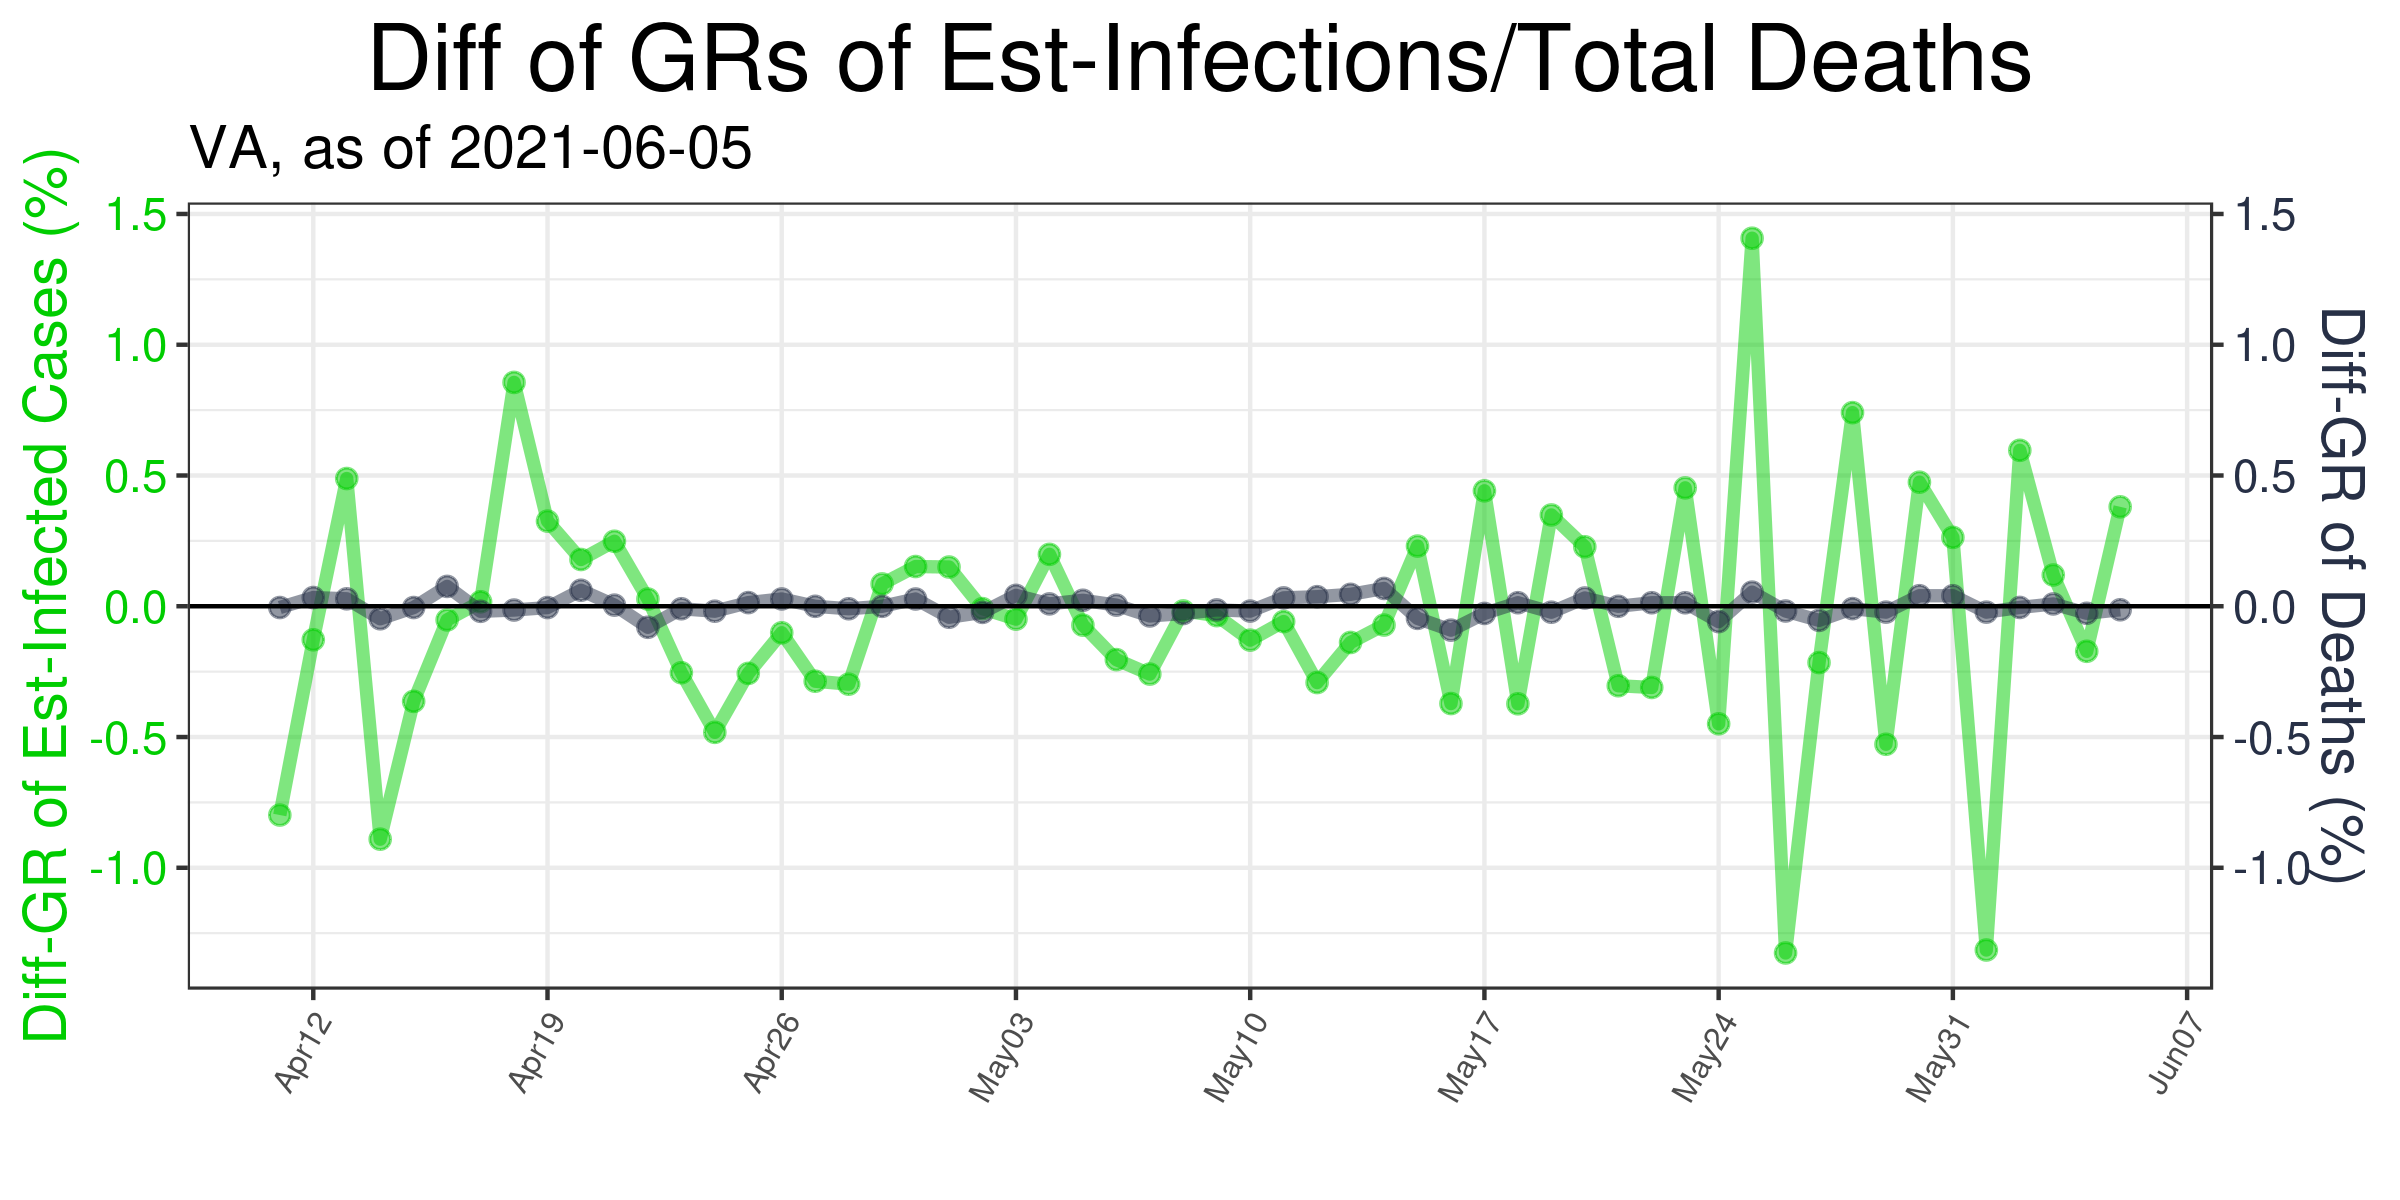 Diff of GRs of Est-Infections/Total Deaths
VA, as of 2021-06-05
Diff-GR of Est-Infected Cases (%)
1.5
1.0
0.5
0.0
-0.5
-1.0
1.5
1.0
0.5
0.0
-0.5
-1.0
Diff-GR of Deaths (%)
Apr12
Apr19
Apr26
May03
May10
May17
May24
May31
Jun07